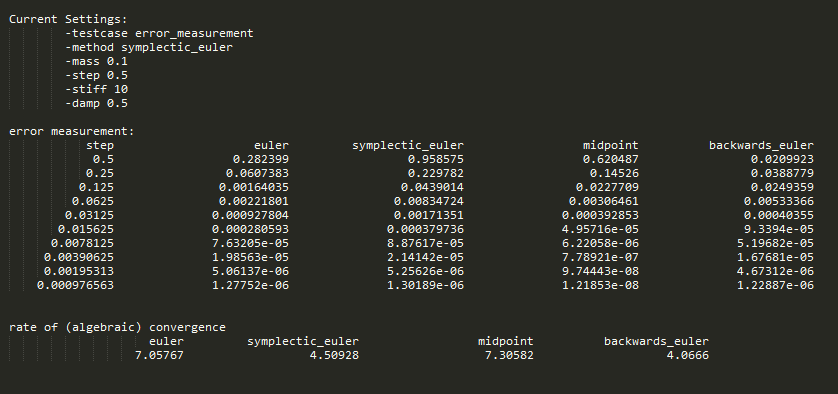 Current Settings:
-testcase error_measurement
-method symplectic_euler
-mass 0.1
-step 0.5
-stiff 10
-damp 0.5
error measurement:
step euler symplectic_euler midpoint backwards_euler
0.5 0.282399 0.958575 0.620487 0.0209923
0.25 0.0607383 0.229782 0.14526 0.0388779
0.125 0.00164035 0.0439014 0.0227709 0.0249359
0.0625 0.00221801 0.00834724 0.00306461 0.00533366
0.03125 0.000927804 0.00171351 0.000392853 0.00040355
0.015625 0.000280593 0.000379736 4.95716e-05 9.3394e-05
0.0078125 7.63205e-05 8.87617e-05 6.22058e-06 5.19682e-05
0.00390625 1.98563e-05 2.14142e-05 7.78921e-07 1.67681e-05
0.00195313 5.06137e-06 5.25626e-06 9.74443e-08 4.67312e-06
0.000976563 1.27752e-06 1.30189e-06 1.21853e-08 1.22887e-06
rate of (algebraic) convergence
euler symplectic_euler midpoint backwards_euler
7.05767 4.50928 7.30582 4.0666